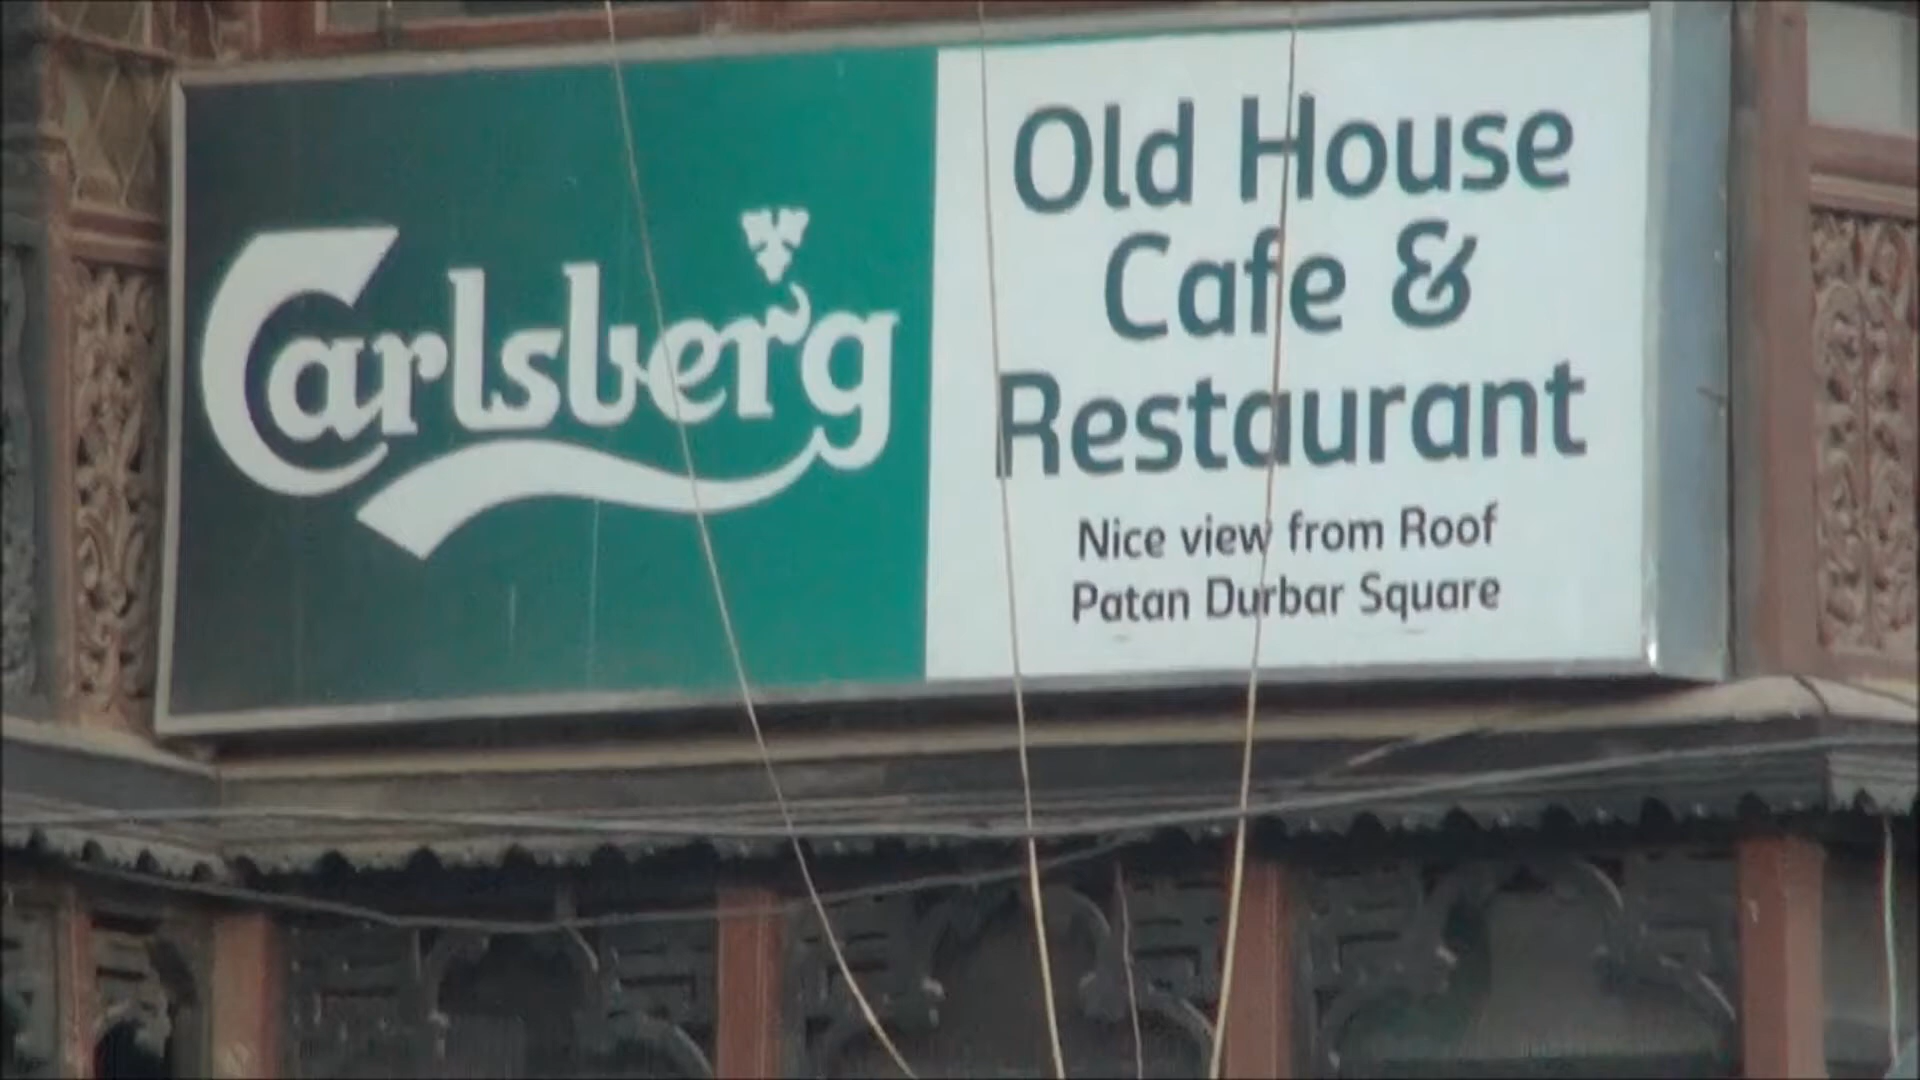 Carlsberg
Old House
Cafe &
Restaurant
Nice view from Roof
Patan Durbar Square